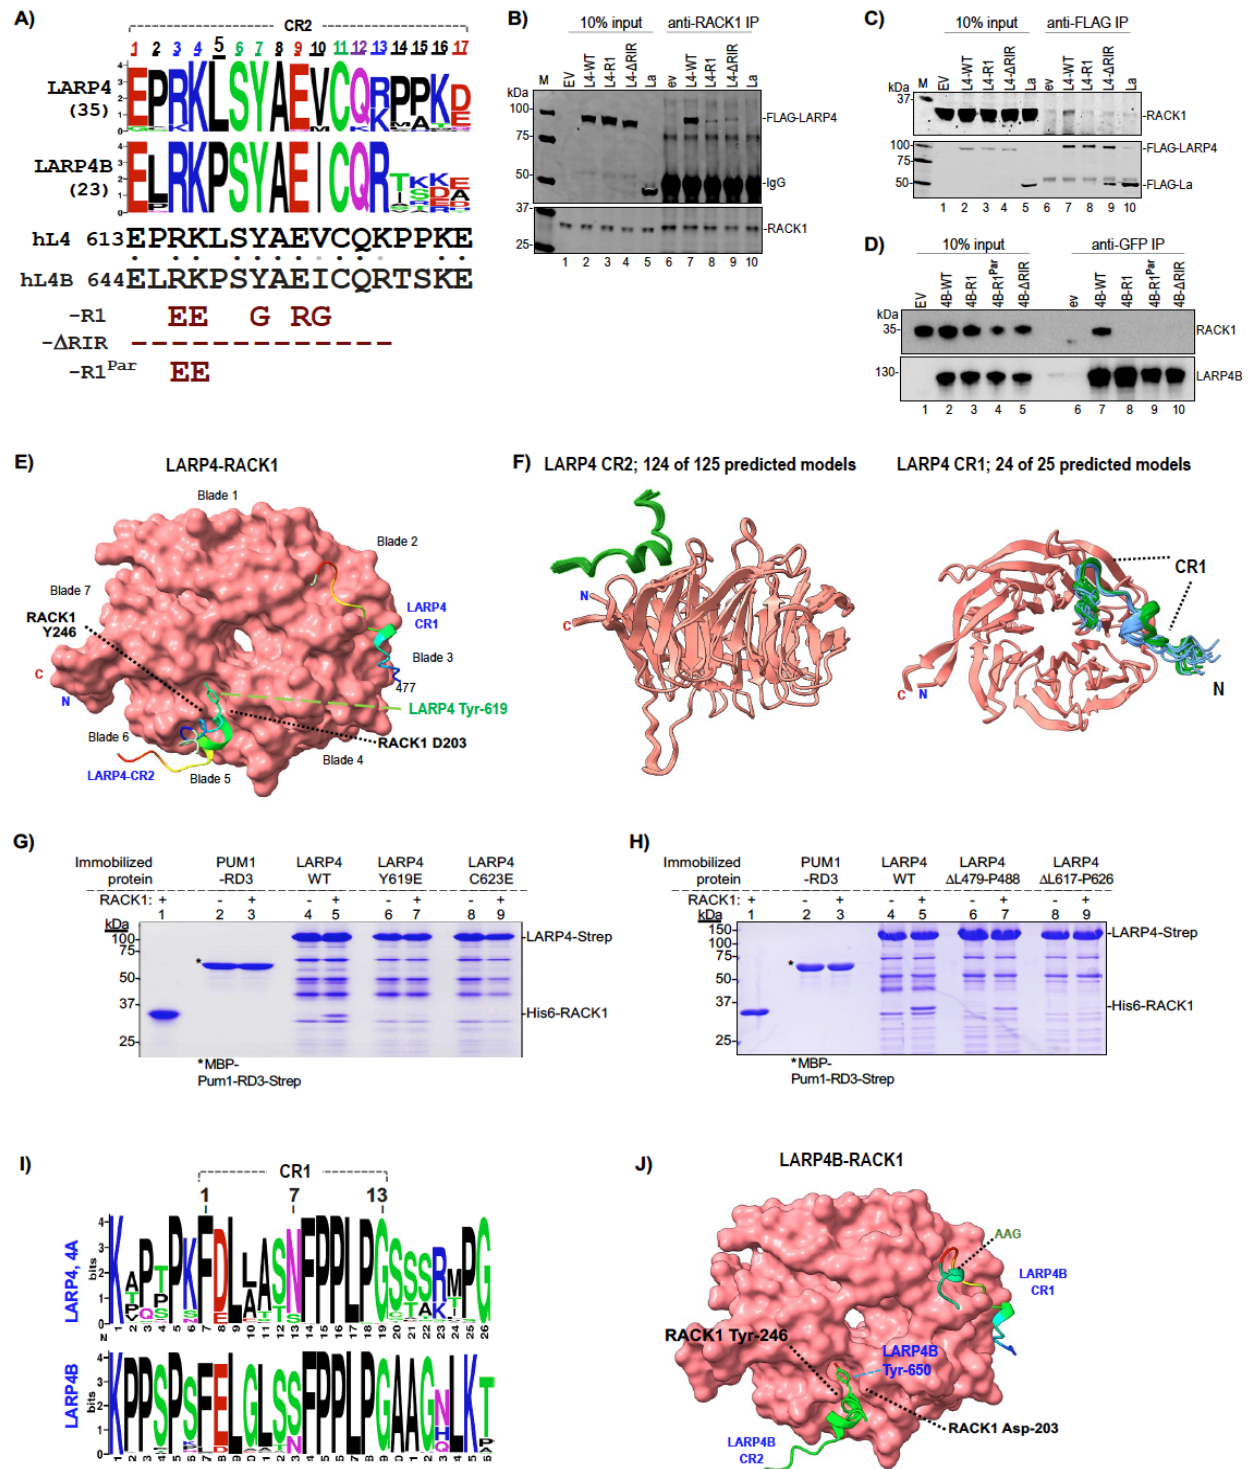 A)
CR2
1 2 3 4 5 6 7 8 9 10 11 12 13 14 15 16 17
LARP4
(35)
EPRKLSYAEVCQRPPKD
LARP4B
(23)
ELRKPSYAEICQRTKKE
hL4 613EPRKLSYAEVCQKPPKE
hL4B 644ELRKPSYAEICQRTSKE
-R1 EE G RG
-ΔRIR -------------
-R1Par EE
B)
10% input anti-RACK1 IP
kDa M EV L4-WT L4-R1 L4-ΔRIR La ev L4-WT L4-R1 L4-ΔRIR La
100-
75-
50-
37-
25-
-FLAG-LARP4
-IgG
-RACK1
1 2 3 4 5 6 7 8 9 10
C)
10% input anti-FLAG IP
kDa M EV L4-WT L4-R1 L4-ΔRIR La ev L4-WT L4-R1 L4-ΔRIR La
37-
-RACK1
100-
75-
50-
-FLAG-LARP4
-FLAG-La
1 2 3 4 5 6 7 8 9 10
D)
10% input anti-GFP IP
kDa EV 4B-WT 4B-R1 4B-R1Par 4B-ΔRIR ev 4B-WT 4B-R1 4B-R1Par 4B-ΔRIR
35-
RACK1
130-
LARP4B
1 2 3 4 5 6 7 8 9 10
E)
LARP4-RACK1
Blade 1
Blade 2
Blade 7
RACK1
Y246
LARP4
CR1
Blade 3
477
C
N
LARP4 Tyr-619
RACK1 D203
Blade 6
Blade 4
LARP4-CR2
Blade 5
F)
LARP4 CR2; 124 of 125 predicted models
LARP4 CR1; 24 of 25 predicted models
N
C
CR1
C
N
N
G)
Immobilized
protein
PUM1
-RD3
LARP4
WT
LARP4
Y619E
LARP4
C623E
RACK1: + - + - + - + - +
1 2 3 4 5 6 7 8 9
kDa
100-
75-
50-
37-
25-
*
-LARP4-Strep
-His6-RACK1
*MBP-
Pum1-RD3-Strep
H)
Immobilized
protein
PUM1
-RD3
LARP4
WT
LARP4
ΔL479-P488
LARP4
ΔL617-P626
RACK1: + - + - + - + - +
1 2 3 4 5 6 7 8 9
kDa
150-
100-
75-
50-
37-
25-
*
-LARP4-Strep
-His6-RACK1
*MBP-
Pum1-RD3-Strep
I)
CR1
1 7 13
LARP4, 4A
bits
KAPTPKFDLAASNFPPLPGSSSRMPG
N
LARP4B
bits
KPPSPSFELGLSSFPPLPGAAGNLKT
J)
LARP4B-RACK1
AAG
LARP4B
CR1
RACK1 Tyr-246
LARP4B
Tyr-650
RACK1 Asp-203
LARP4B
CR2